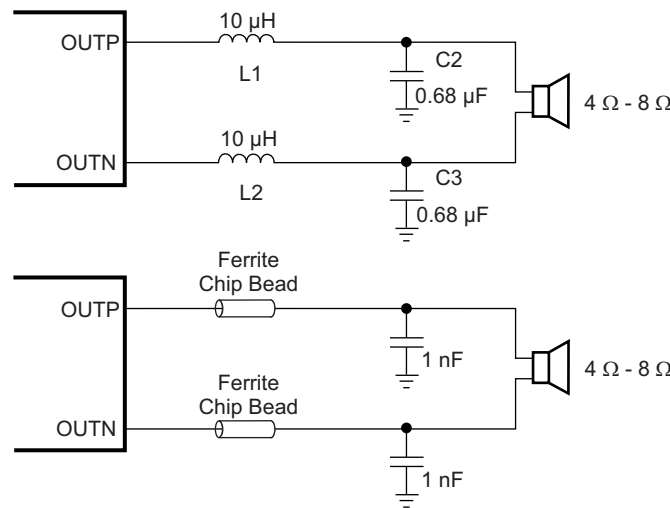 10 µH
OUTP
L1
C2
0.68 µF
4 Ω - 8 Ω
10 µH
OUTN
L2
C3
0.68 µF
Ferrite
Chip Bead
OUTP
1 nF
4 Ω - 8 Ω
Ferrite
Chip Bead
OUTN
1 nF